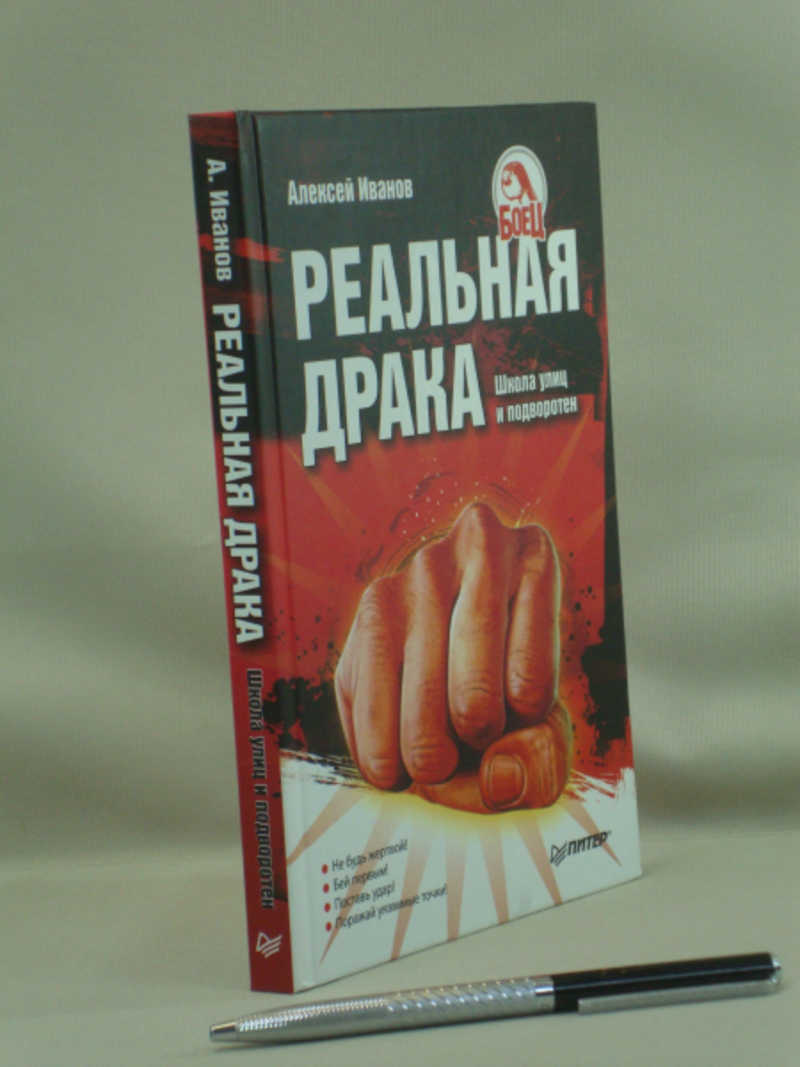 А. Иванов РЕАЛЬНАЯ ДРАКА Школа улиц и подворотен
Алексей Иванов
БОЕЦ
РЕАЛЬНАЯ
ДРАКА
Школа улиц
и подворотен
• Не будь жертвой!
• Бей первым!
• Поставь удар!
• Поражай уязвимые точки!
ПИТЕР®